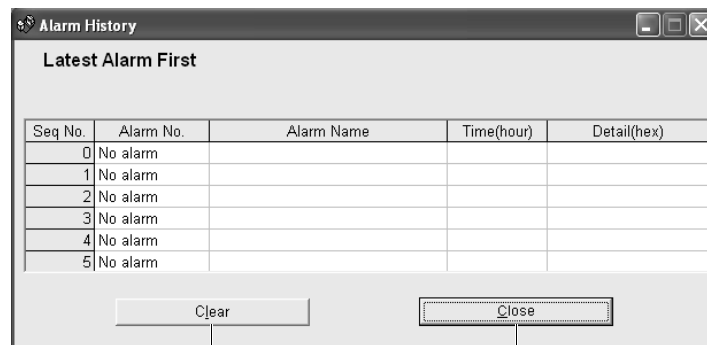 Alarm History
Latest Alarm First
Seq No. Alarm No. Alarm Name Time(hour) Detail(hex)
0 No alarm
1 No alarm
2 No alarm
3 No alarm
4 No alarm
5 No alarm
Clear Close